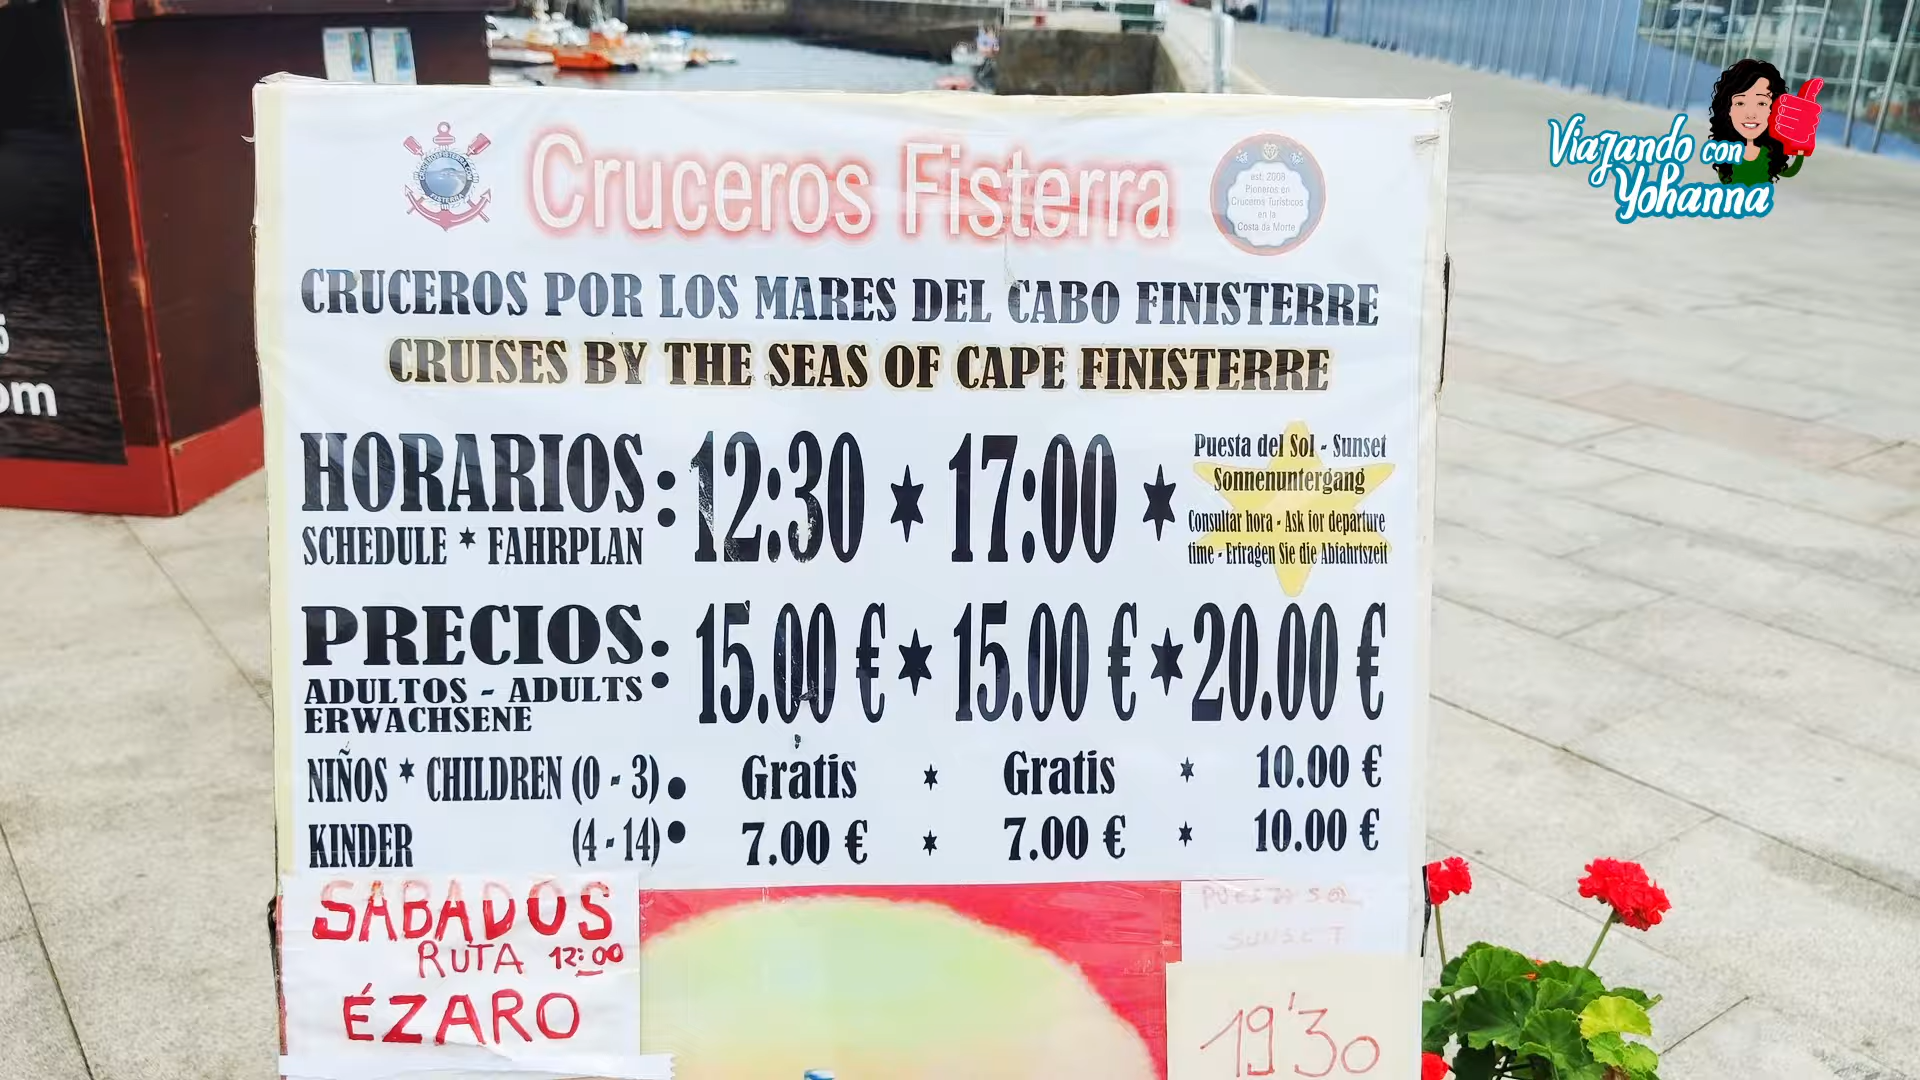 Viajando con
Yohanna
Cruceros Fisterra
est. 2009
Pioneros en
Cruceros Turísticos
en la
Costa da Morte
CRUCEROS POR LOS MARES DEL CABO FINISTERRE
CRUISES BY THE SEAS OF CAPE FINISTERRE
HORARIOS : 12:30 * 17:00 *
SCHEDULE * FAHRPLAN
Puesta del Sol - Sunset
Sonnenuntergang
Consultar hora - Ask for departure
time - Erfragen Sie die Abfahrtszeit
PRECIOS : 15.00 € * 15.00 € * 20.00 €
ADULTOS - ADULTS
ERWACHSENE
NIÑOS * CHILDREN (0 - 3) • Gratis * Gratis * 10.00 €
KINDER (4 - 14) • 7.00 € * 7.00 € * 10.00 €
SÁBADOS
RUTA 12:00
ÉZARO
PUESTA SOL
SUNSET
19'30
om